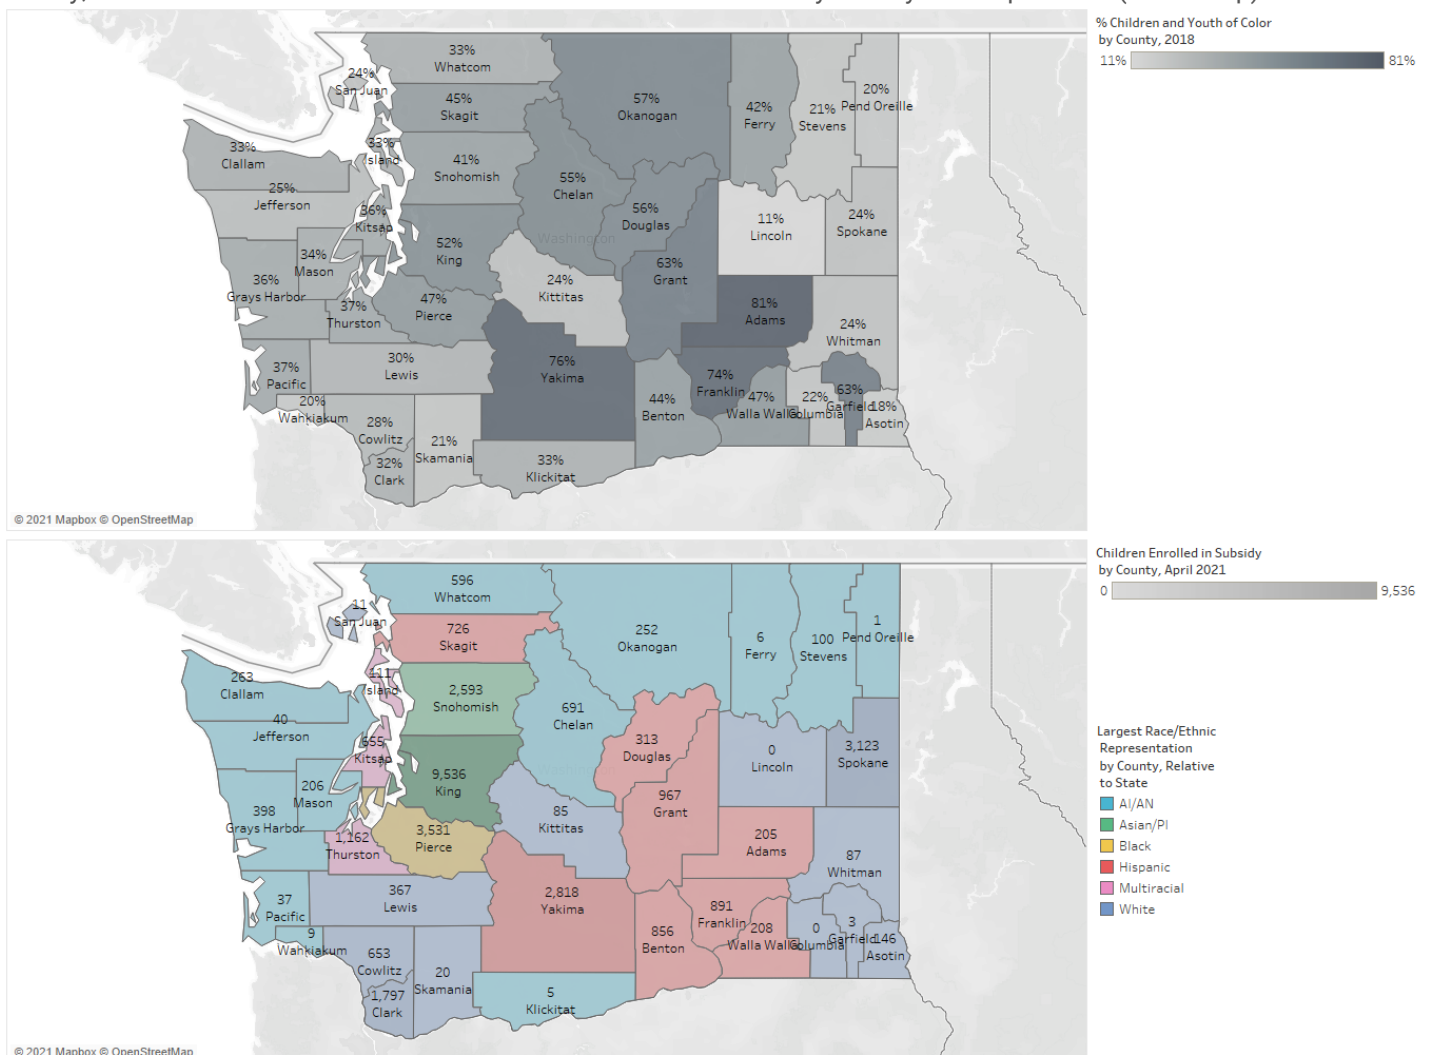 % Children and Youth of Color
by County, 2018
11%
81%
33%
Whatcom
24%
San Juan
45%
Skagit
57%
Okanogan
42%
Ferry
21%
Stevens
20%
Pend Oreille
33%
Clallam
33%
Island
41%
Snohomish
25%
Jefferson
55%
Chelan
36%
Kitsap
56%
Douglas
11%
Lincoln
24%
Spokane
52%
King
Washington
34%
Mason
36%
Grays Harbor
24%
Kittitas
63%
Grant
37%
Thurston
47%
Pierce
81%
Adams
24%
Whitman
37%
Pacific
30%
Lewis
76%
Yakima
74%
Franklin
44%
Benton
47%
Walla Walla
22%
Columbia
63%
Garfield
18%
Asotin
20%
Wahkiakum
28%
Cowlitz
21%
Skamania
32%
Clark
33%
Klickitat
© 2021 Mapbox © OpenStreetMap
Children Enrolled in Subsidy
by County, April 2021
0
9,536
596
Whatcom
11
San Juan
726
Skagit
252
Okanogan
6
Ferry
100
Stevens
1
Pend Oreille
263
Clallam
111
Island
2,593
Snohomish
40
Jefferson
691
Chelan
655
Kitsap
313
Douglas
0
Lincoln
3,123
Spokane
9,536
King
Washington
206
Mason
398
Grays Harbor
85
Kittitas
967
Grant
1,162
Thurston
3,531
Pierce
205
Adams
87
Whitman
37
Pacific
367
Lewis
2,818
Yakima
891
Franklin
856
Benton
208
Walla Walla
0
Columbia
3
Garfield
146
Asotin
9
Wahkiakum
653
Cowlitz
20
Skamania
1,797
Clark
5
Klickitat
Largest Race/Ethnic
Representation
by County, Relative
to State
AI/AN
Asian/PI
Black
Hispanic
Multiracial
White
© 2021 Mapbox © OpenStreetMap